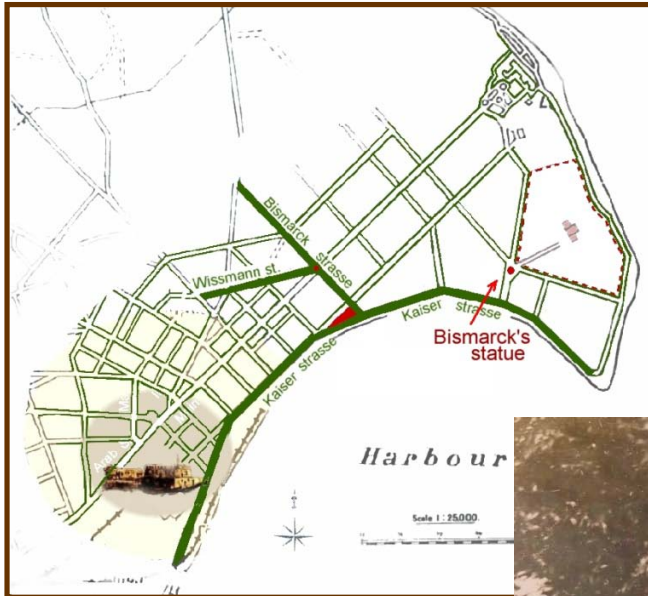 Bismarck strasse
Wissmann st.
Kaiser strasse
Kaiser strasse
Bismarck's
statue
Harbour
Scale 1:25.000.